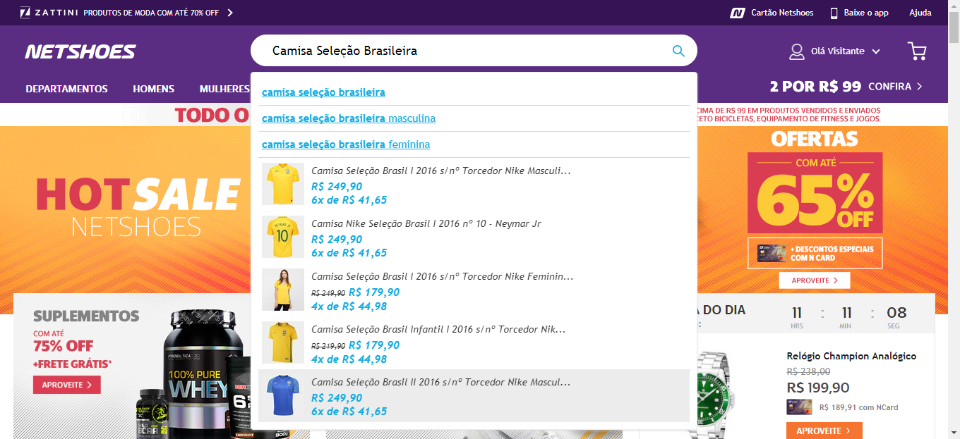 ZATTINI PRODUTOS DE MODA COM ATÉ 70% OFF
Cartão Netshoes
Baixe o app
Ajuda
NETSHOES
Camisa Seleção Brasileira
Olá Visitante
DEPARTAMENTOS
HOMENS
MULHERES
2 POR R$ 99 CONFIRA
camisa seleção brasileira
camisa seleção brasileira masculina
camisa seleção brasileira feminina
Camisa Seleção Brasil I 2016 s/nº Torcedor Nike Masculi...
R$ 249,90
6x de R$ 41,65
Camisa Nike Seleção Brasil I 2016 nº 10 - Neymar Jr
R$ 249,90
6x de R$ 41,65
Camisa Seleção Brasil I 2016 s/nº Torcedor Nike Feminin...
R$ 249,90 R$ 179,90
4x de R$ 44,98
Camisa Seleção Brasil Infantil I 2016 s/nº Torcedor Nik...
R$ 219,90 R$ 179,90
4x de R$ 44,98
Camisa Seleção Brasil II 2016 s/nº Torcedor Nike Mascul...
R$ 249,90
6x de R$ 41,65
TODO O
CIMA DE R$ 99 EM PRODUTOS VENDIDOS E ENVIADOS
CETO BICICLETAS, EQUIPAMENTO DE FITNESS E JOGOS.
HOT SALE
NETSHOES
OFERTAS
COM ATÉ
65% OFF
+ DESCONTOS ESPECIAIS
COM N CARD
APROVEITE
SUPLEMENTOS
COM ATÉ
75% OFF
+FRETE GRÁTIS*
APROVEITE
100% PURE
WHEY
10
DO DIA
11 : 11 : 08
HRS MIN SEG
Relógio Champion Analógico
R$ 238,00
R$ 199,90
R$ 189,91 com NCard
APROVEITE